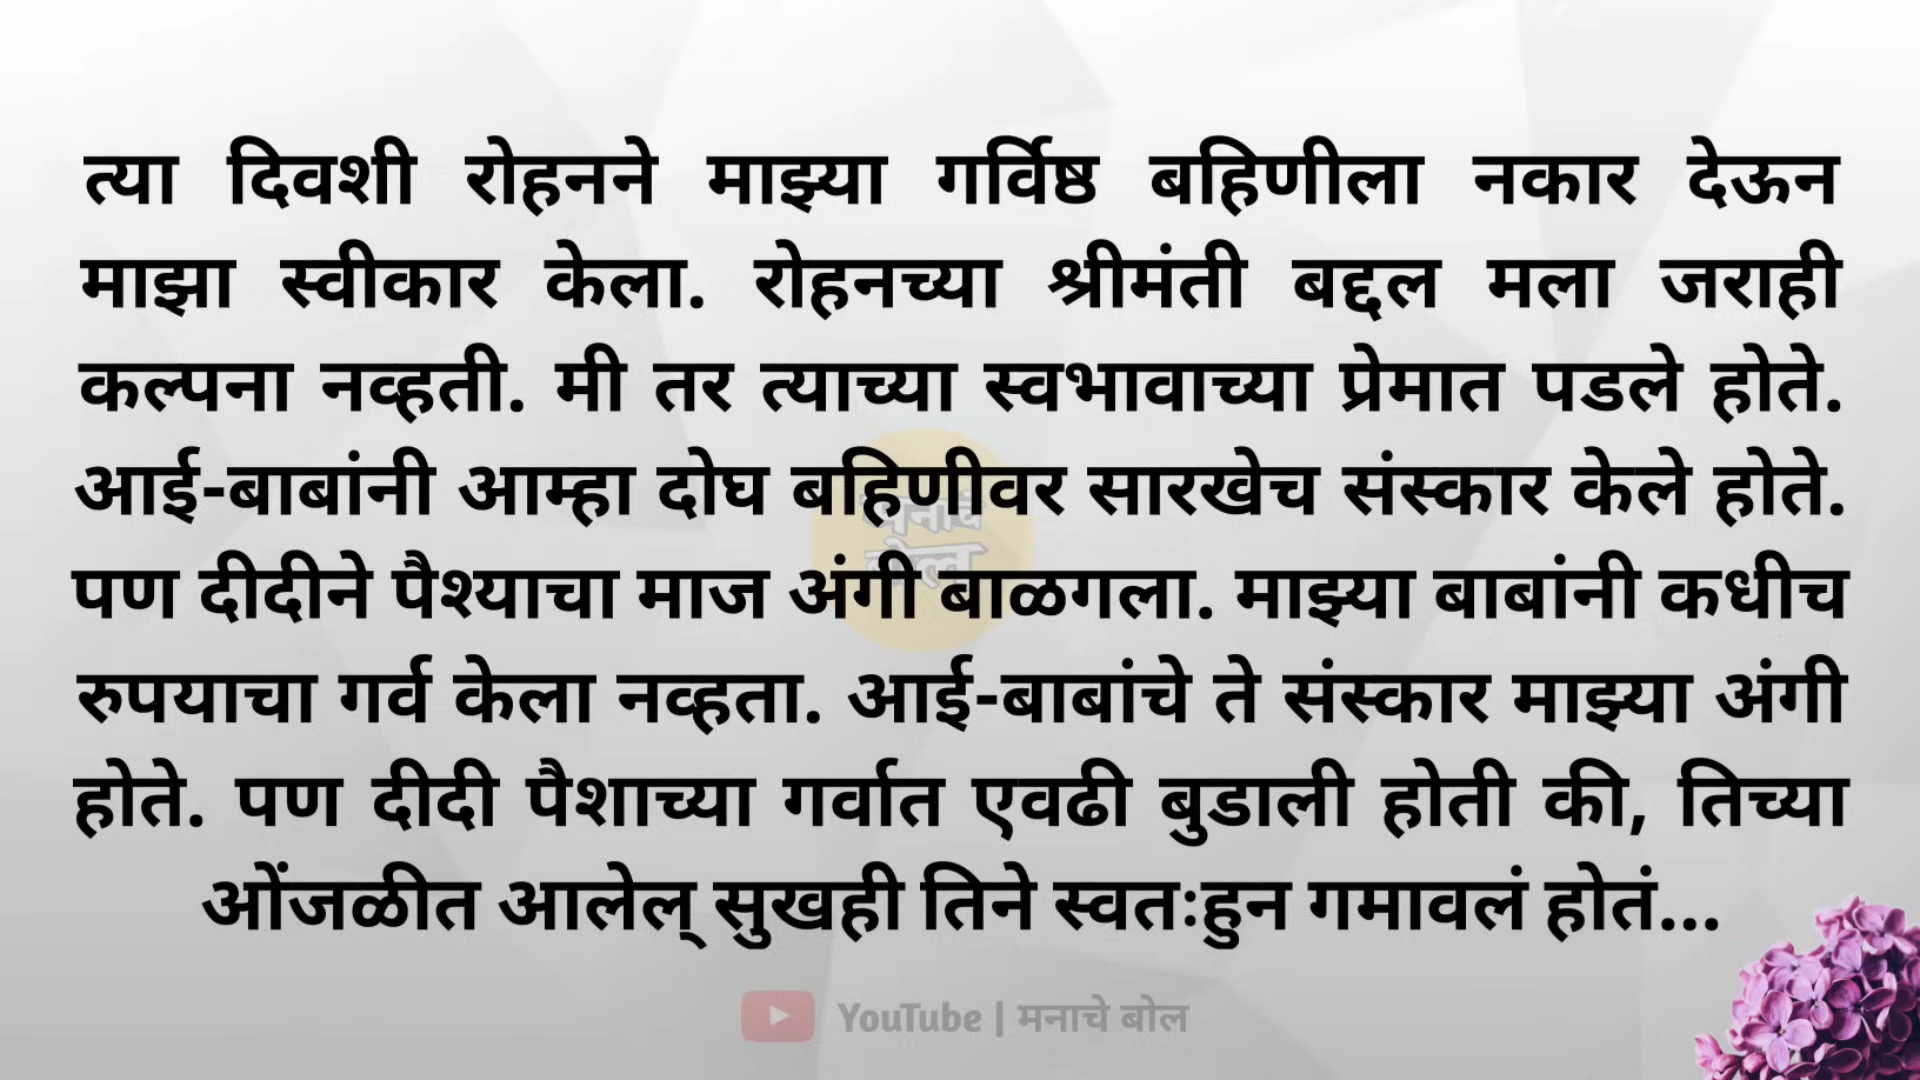 त्या दिवशी रोहनने माझ्या गर्विष्ठ बहिणीला नकार देऊन
माझा स्वीकार केला. रोहनच्या श्रीमंती बद्दल मला जराही
कल्पना नव्हती. मी तर त्याच्या स्वभावाच्या प्रेमात पडले होते.
आई-बाबांनी आम्हा दोघ बहिणीवर सारखेच संस्कार केले होते.
पण दीदीने पैश्याचा माज अंगी बाळगला. माझ्या बाबांनी कधीच
रुपयाचा गर्व केला नव्हता. आई-बाबांचे ते संस्कार माझ्या अंगी
होते. पण दीदी पैशाच्या गर्वात एवढी बुडाली होती की, तिच्या
ओंजळीत आलेल् सुखही तिने स्वतःहुन गमावलं होतं...
मनाचे
बोल
YouTube | मनाचे बोल